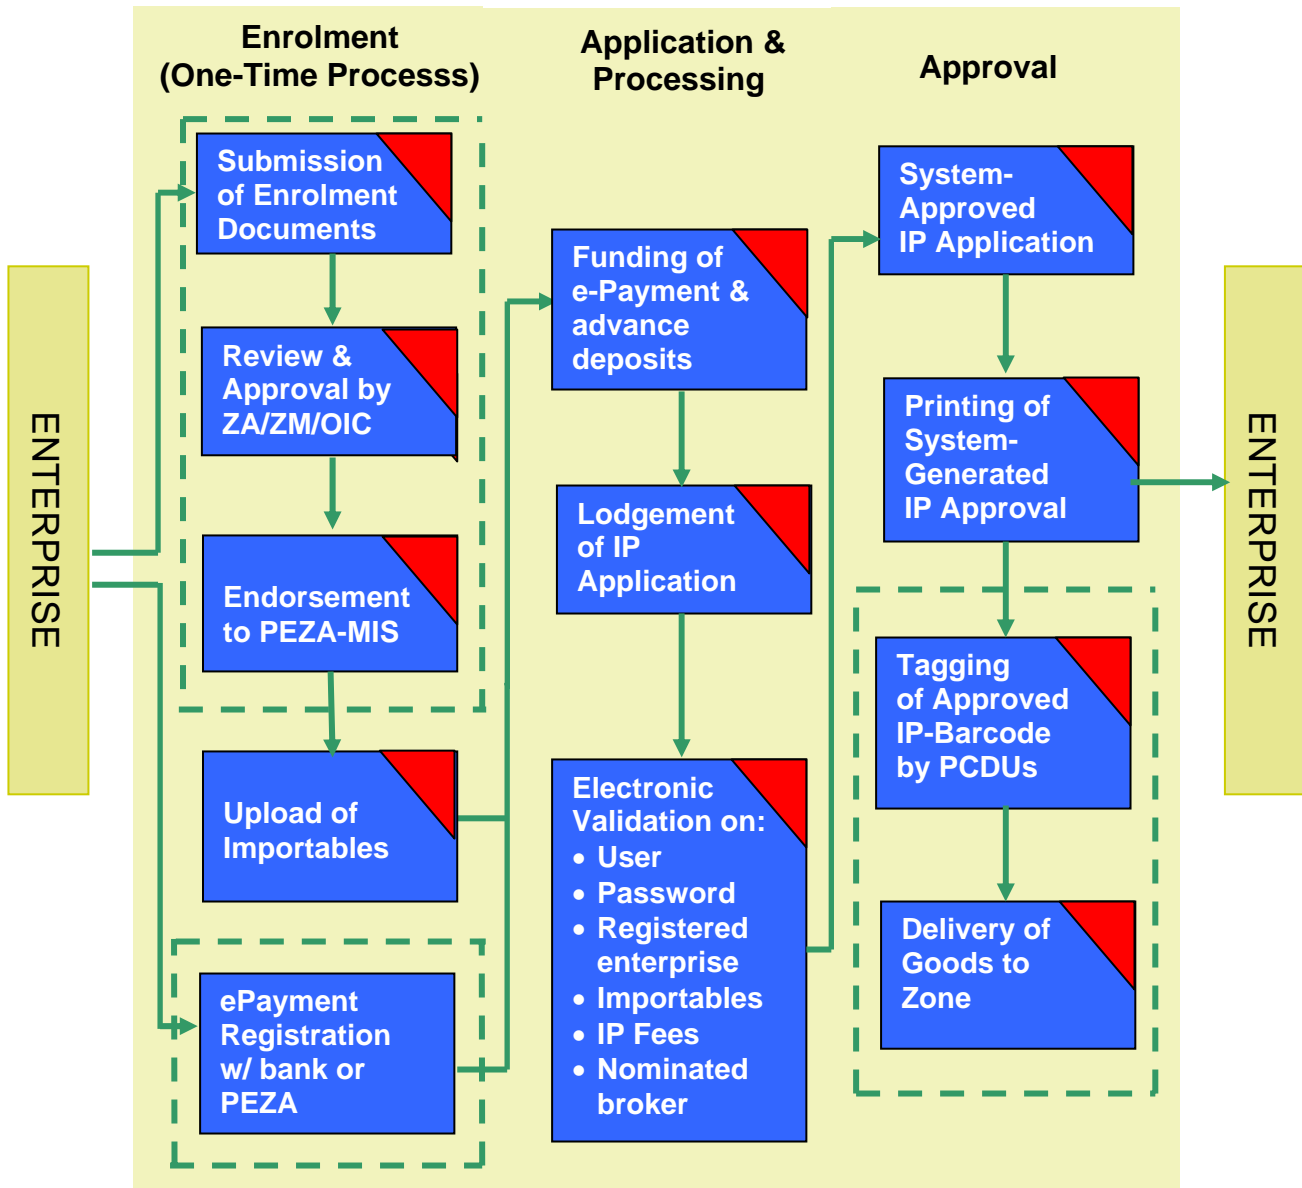 Enrolment
(One-Time Processs)
Application &
Processing
Approval
ENTERPRISE
Submission
of Enrolment
Documents
Review &
Approval by
ZA/ZM/OIC
Endorsement
to PEZA-MIS
Upload of
Importables
ePayment
Registration
w/ bank or
PEZA
Funding of
e-Payment &
advance
deposits
Lodgement
of IP
Application
Electronic
Validation on:
• User
• Password
• Registered
enterprise
• Importables
• IP Fees
• Nominated
broker
System-
Approved
IP Application
Printing of
System-
Generated
IP Approval
Tagging
of Approved
IP-Barcode
by PCDUs
Delivery of
Goods to
Zone
ENTERPRISE